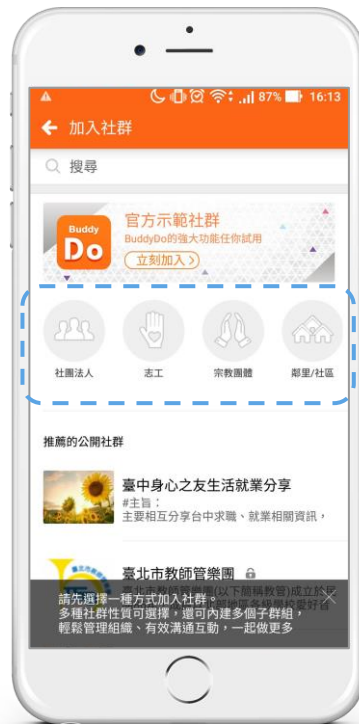 87% 16:13
加入社群
搜尋
Buddy
Do
官方示範社群
BuddyDo的強大功能任你試用
立刻加入
社團法人
志工
宗教團體
鄰里/社區
推薦的公開社群
臺中身心之友生活就業分享
#主旨：
主要相互分享台中求職、就業相關資訊，
臺北市教師管樂團
請先選擇一種方式加入社群。
多種社群性質可選擇，還可內建多個子群組，
輕鬆管理組織、有效溝通互動，一起做更多